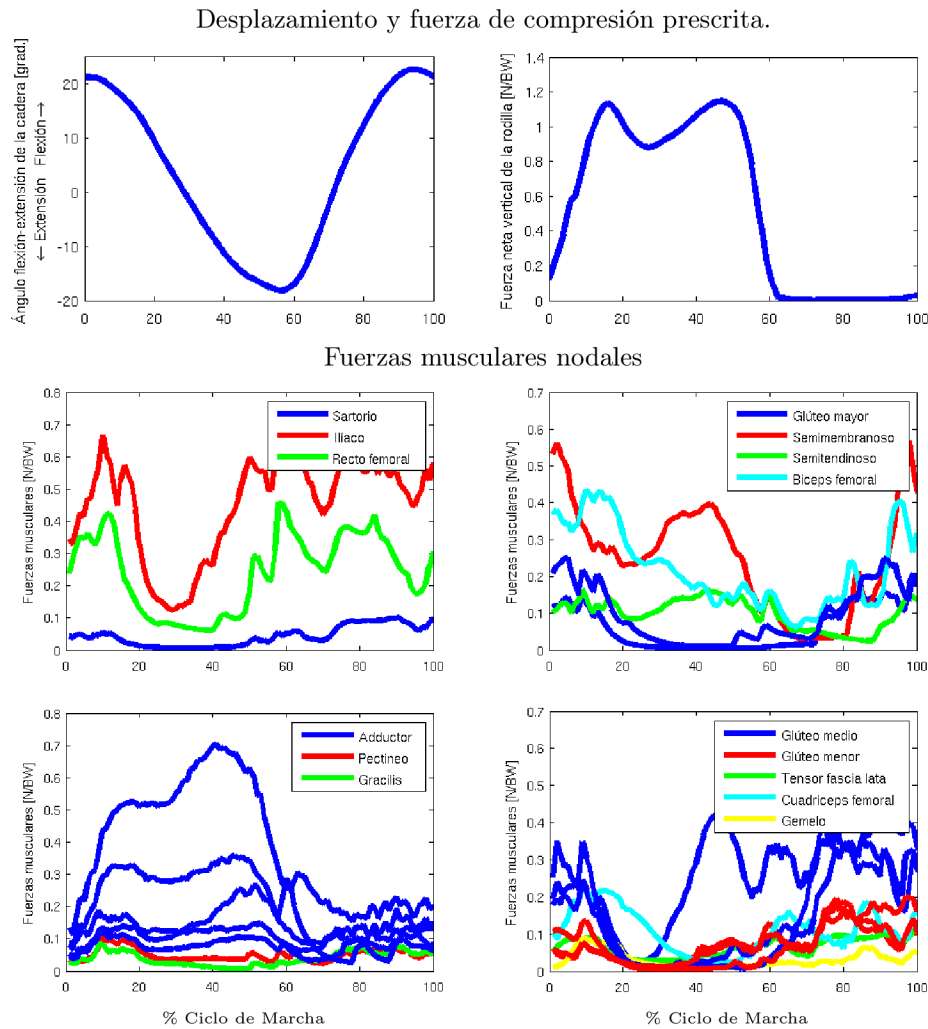 Desplazamiento y fuerza de compresión prescrita.
Ángulo flexión-extensión de la cadera [grad.]
← Extensión Flexión →
20
10
0
-10
-20
0 20 40 60 80 100
Fuerza neta vertical de la rodilla [N/BW]
1.4
1.2
1
0.8
0.6
0.4
0.2
0
0 20 40 60 80 100
Fuerzas musculares nodales
Fuerzas musculares [N/BW]
0.8
0.7
0.6
0.5
0.4
0.3
0.2
0.1
0
0 20 40 60 80 100
Sartorio
Iliaco
Recto femoral
Fuerzas musculares [N/BW]
0.7
0.6
0.5
0.4
0.3
0.2
0.1
0
0 20 40 60 80 100
Glúteo mayor
Semimembranoso
Semitendinoso
Biceps femoral
Fuerzas musculares [N/BW]
0.8
0.7
0.6
0.5
0.4
0.3
0.2
0.1
0
0 20 40 60 80 100
Adductor
Pectineo
Gracilis
Fuerzas musculares [N/BW]
0.7
0.6
0.5
0.4
0.3
0.2
0.1
0
0 20 40 60 80 100
Glúteo medio
Glúteo menor
Tensor fascia lata
Cuadriceps femoral
Gemelo
% Ciclo de Marcha
% Ciclo de Marcha